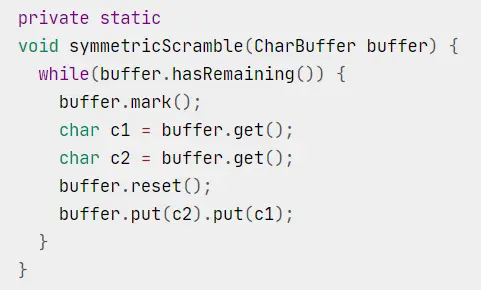 private static
void symmetricScramble(CharBuffer buffer) {
  while(buffer.hasRemaining()) {
    buffer.mark();
    char c1 = buffer.get();
    char c2 = buffer.get();
    buffer.reset();
    buffer.put(c2).put(c1);
  }
}